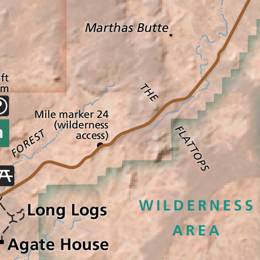 Marthas Butte
ft
m
THE
Mile marker 24
(wilderness
access)
FOREST
FLATTOPS
Long Logs
WILDERNESS
AREA
Agate House